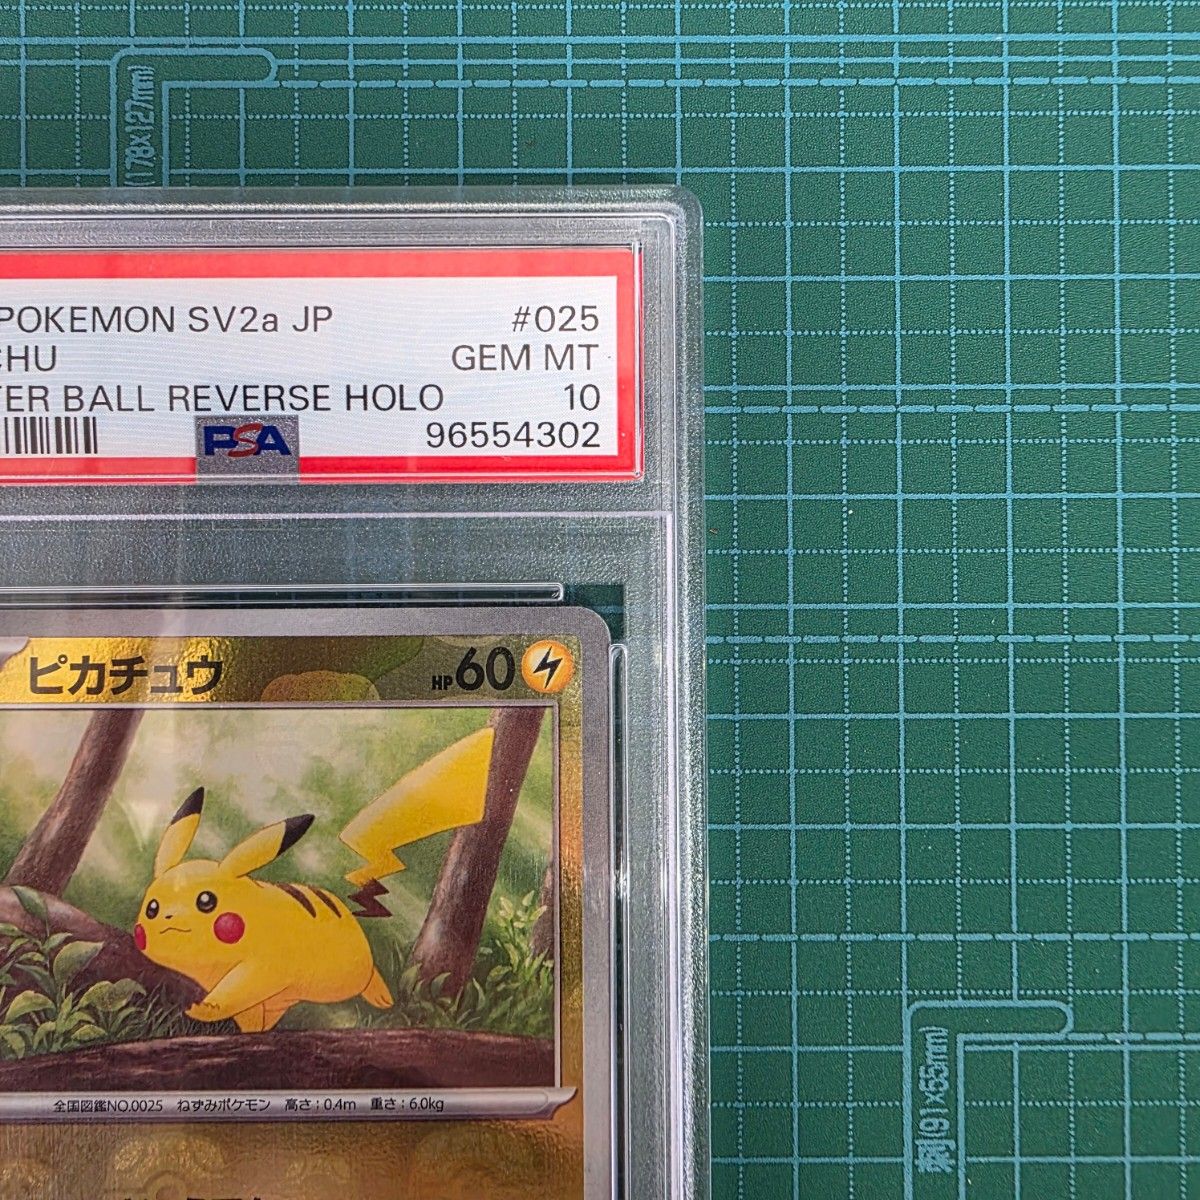 (178x127mm)
POKEMON SV2a JP #025
CHU GEM MT
TER BALL REVERSE HOLO 10
PSA 96554302
ピカチュウ HP60
全国図鑑NO.0025 ねずみポケモン 高さ:0.4m 重さ:6.0kg
刺(91x55mm)